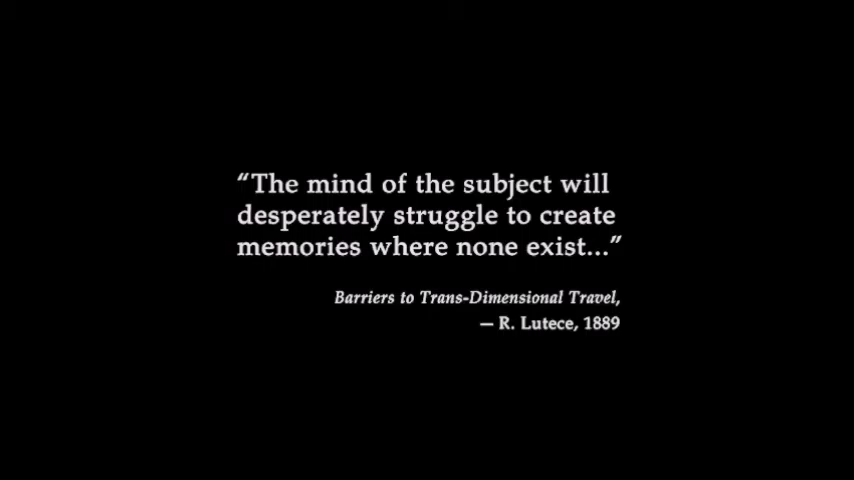 “The mind of the subject will
desperately struggle to create
memories where none exist...”
Barriers to Trans-Dimensional Travel,
— R. Lutece, 1889